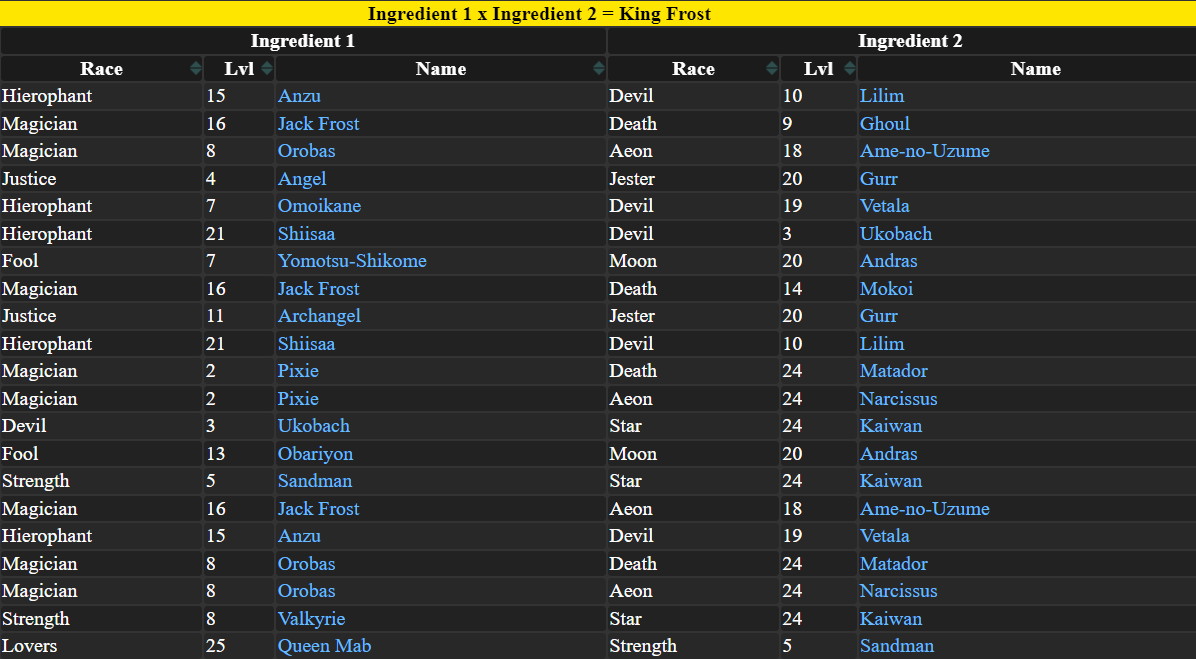 Ingredient 1 x Ingredient 2 = King Frost
Ingredient 1 Ingredient 2
Race Lvl Name Race Lvl Name
Hierophant 15 Anzu Devil 10 Lilim
Magician 16 Jack Frost Death 9 Ghoul
Magician 8 Orobas Aeon 18 Ame-no-Uzume
Justice 4 Angel Jester 20 Gurr
Hierophant 7 Omoikane Devil 19 Vetala
Hierophant 21 Shiisaa Devil 3 Ukobach
Fool 7 Yomotsu-Shikome Moon 20 Andras
Magician 16 Jack Frost Death 14 Mokoi
Justice 11 Archangel Jester 20 Gurr
Hierophant 21 Shiisaa Devil 10 Lilim
Magician 2 Pixie Death 24 Matador
Magician 2 Pixie Aeon 24 Narcissus
Devil 3 Ukobach Star 24 Kaiwan
Fool 13 Obariyon Moon 20 Andras
Strength 5 Sandman Star 24 Kaiwan
Magician 16 Jack Frost Aeon 18 Ame-no-Uzume
Hierophant 15 Anzu Devil 19 Vetala
Magician 8 Orobas Death 24 Matador
Magician 8 Orobas Aeon 24 Narcissus
Strength 8 Valkyrie Star 24 Kaiwan
Lovers 25 Queen Mab Strength 5 Sandman